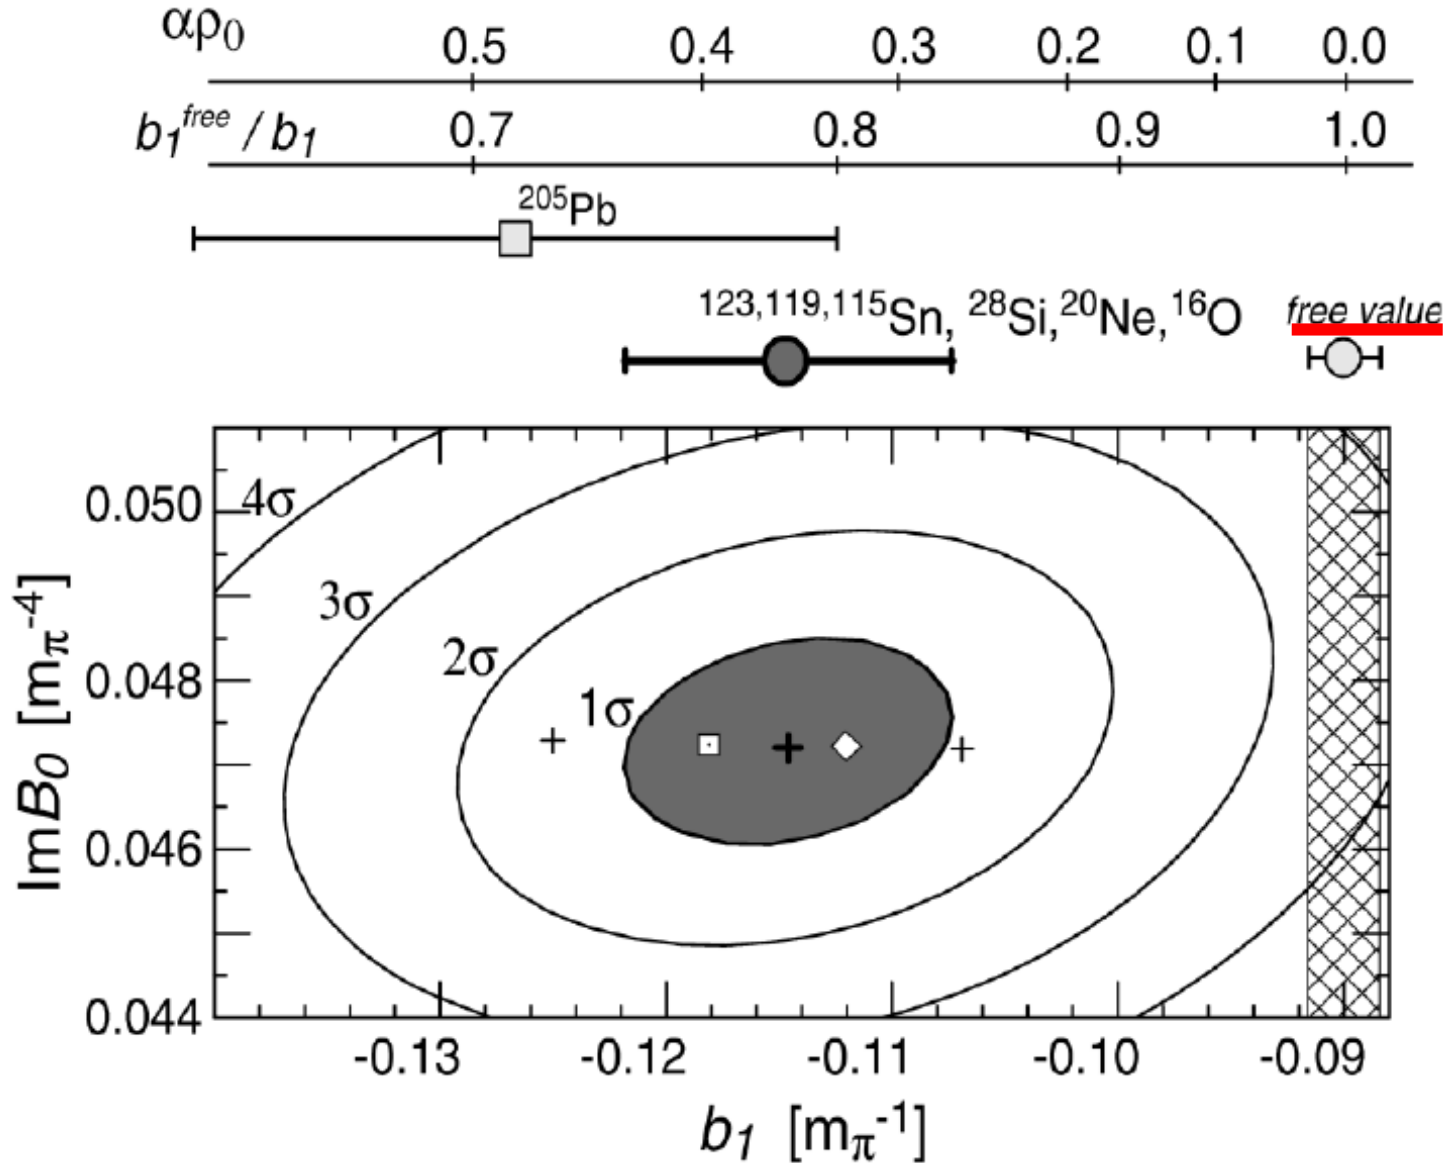 αρ0 0.5 0.4 0.3 0.2 0.1 0.0
b1^free / b1 0.7 0.8 0.9 1.0
205Pb
123,119,115Sn, 28Si,20Ne,16O free value
4σ
3σ
2σ
1σ
0.050
0.048
0.046
0.044
ImB0 [mπ^-4]
-0.13 -0.12 -0.11 -0.10 -0.09
b1 [mπ^-1]